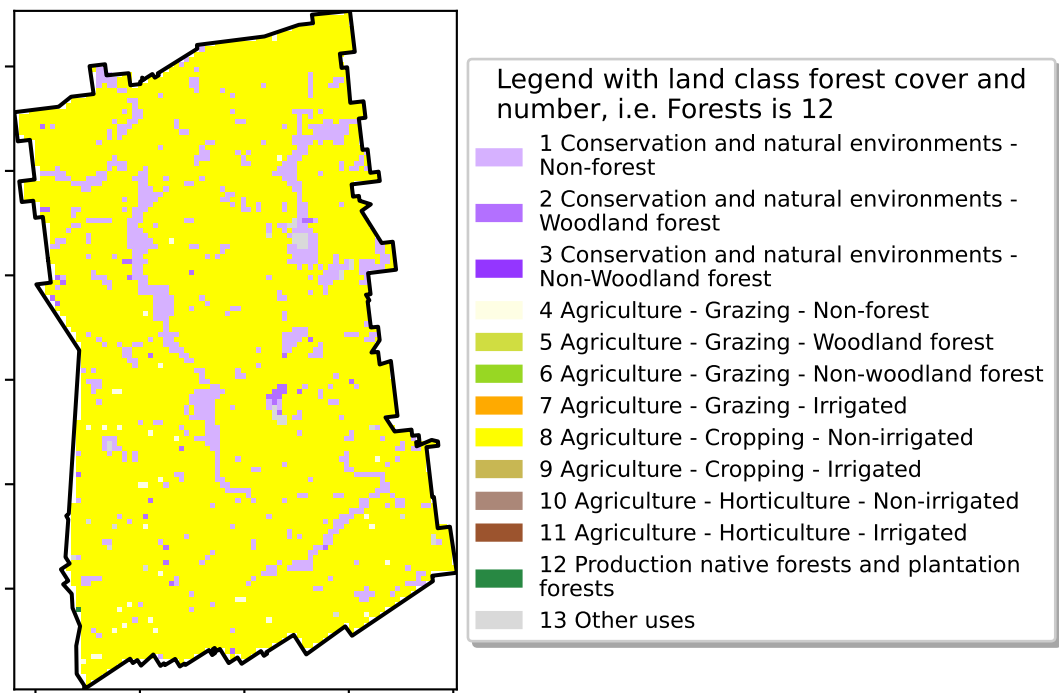 Legend with land class forest cover and
number, i.e. Forests is 12
1 Conservation and natural environments -
Non-forest
2 Conservation and natural environments -
Woodland forest
3 Conservation and natural environments -
Non-Woodland forest
4 Agriculture - Grazing - Non-forest
5 Agriculture - Grazing - Woodland forest
6 Agriculture - Grazing - Non-woodland forest
7 Agriculture - Grazing - Irrigated
8 Agriculture - Cropping - Non-irrigated
9 Agriculture - Cropping - Irrigated
10 Agriculture - Horticulture - Non-irrigated
11 Agriculture - Horticulture - Irrigated
12 Production native forests and plantation
forests
13 Other uses